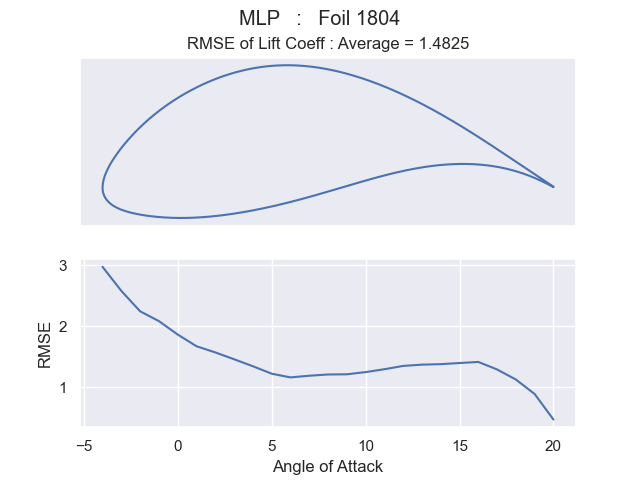 MLP : Foil 1804
RMSE of Lift Coeff : Average = 1.4825
3
2
1
RMSE
−5 0 5 10 15 20
Angle of Attack